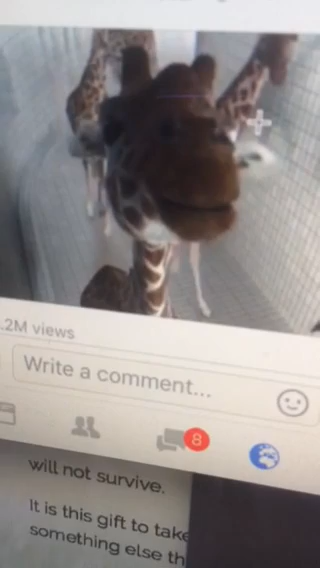 .2M views
Write a comment...
8
will not survive.
It is this gift to take
something else th